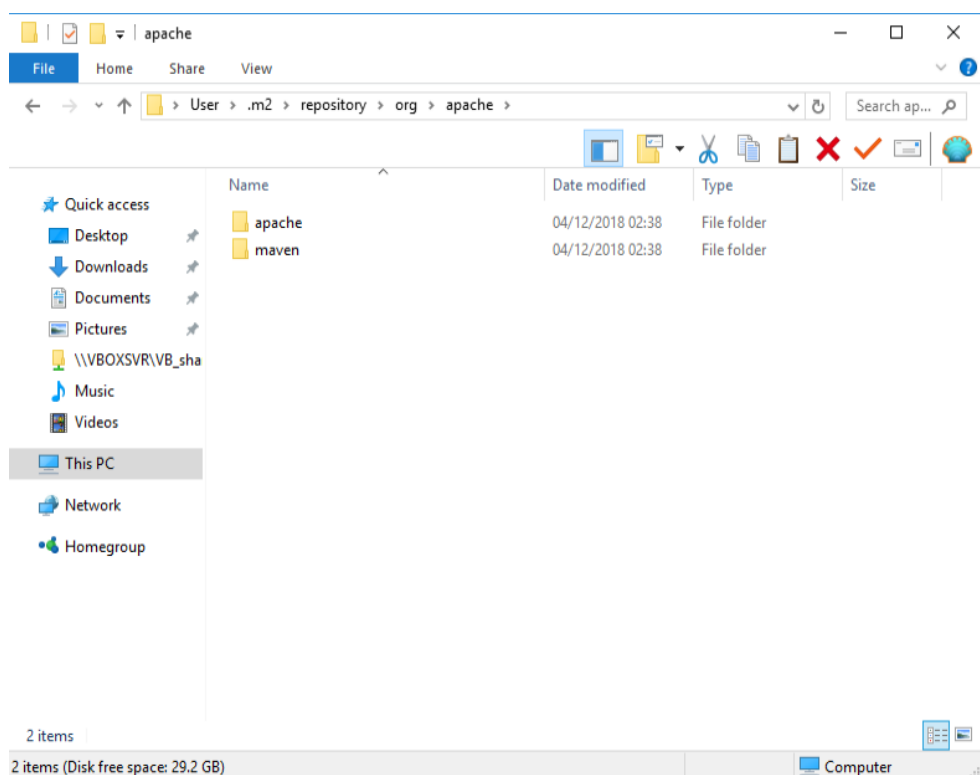 apache
File Home Share View
User > .m2 > repository > org > apache >
Search ap...
Name Date modified Type Size
Quick access
Desktop
Downloads
Documents
Pictures
\\VBOXSVR\VB_sha
Music
Videos
This PC
Network
Homegroup
apache 04/12/2018 02:38 File folder
maven 04/12/2018 02:38 File folder
2 items
2 items (Disk free space: 29.2 GB) Computer